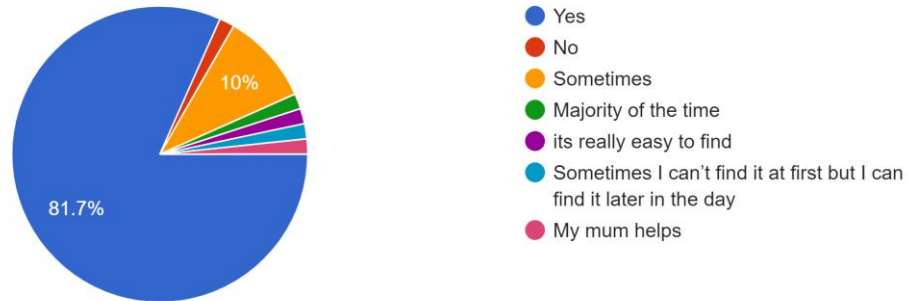 Yes
No
Sometimes
Majority of the time
its really easy to find
Sometimes I can't find it at first but I can
find it later in the day
My mum helps
10%
81.7%